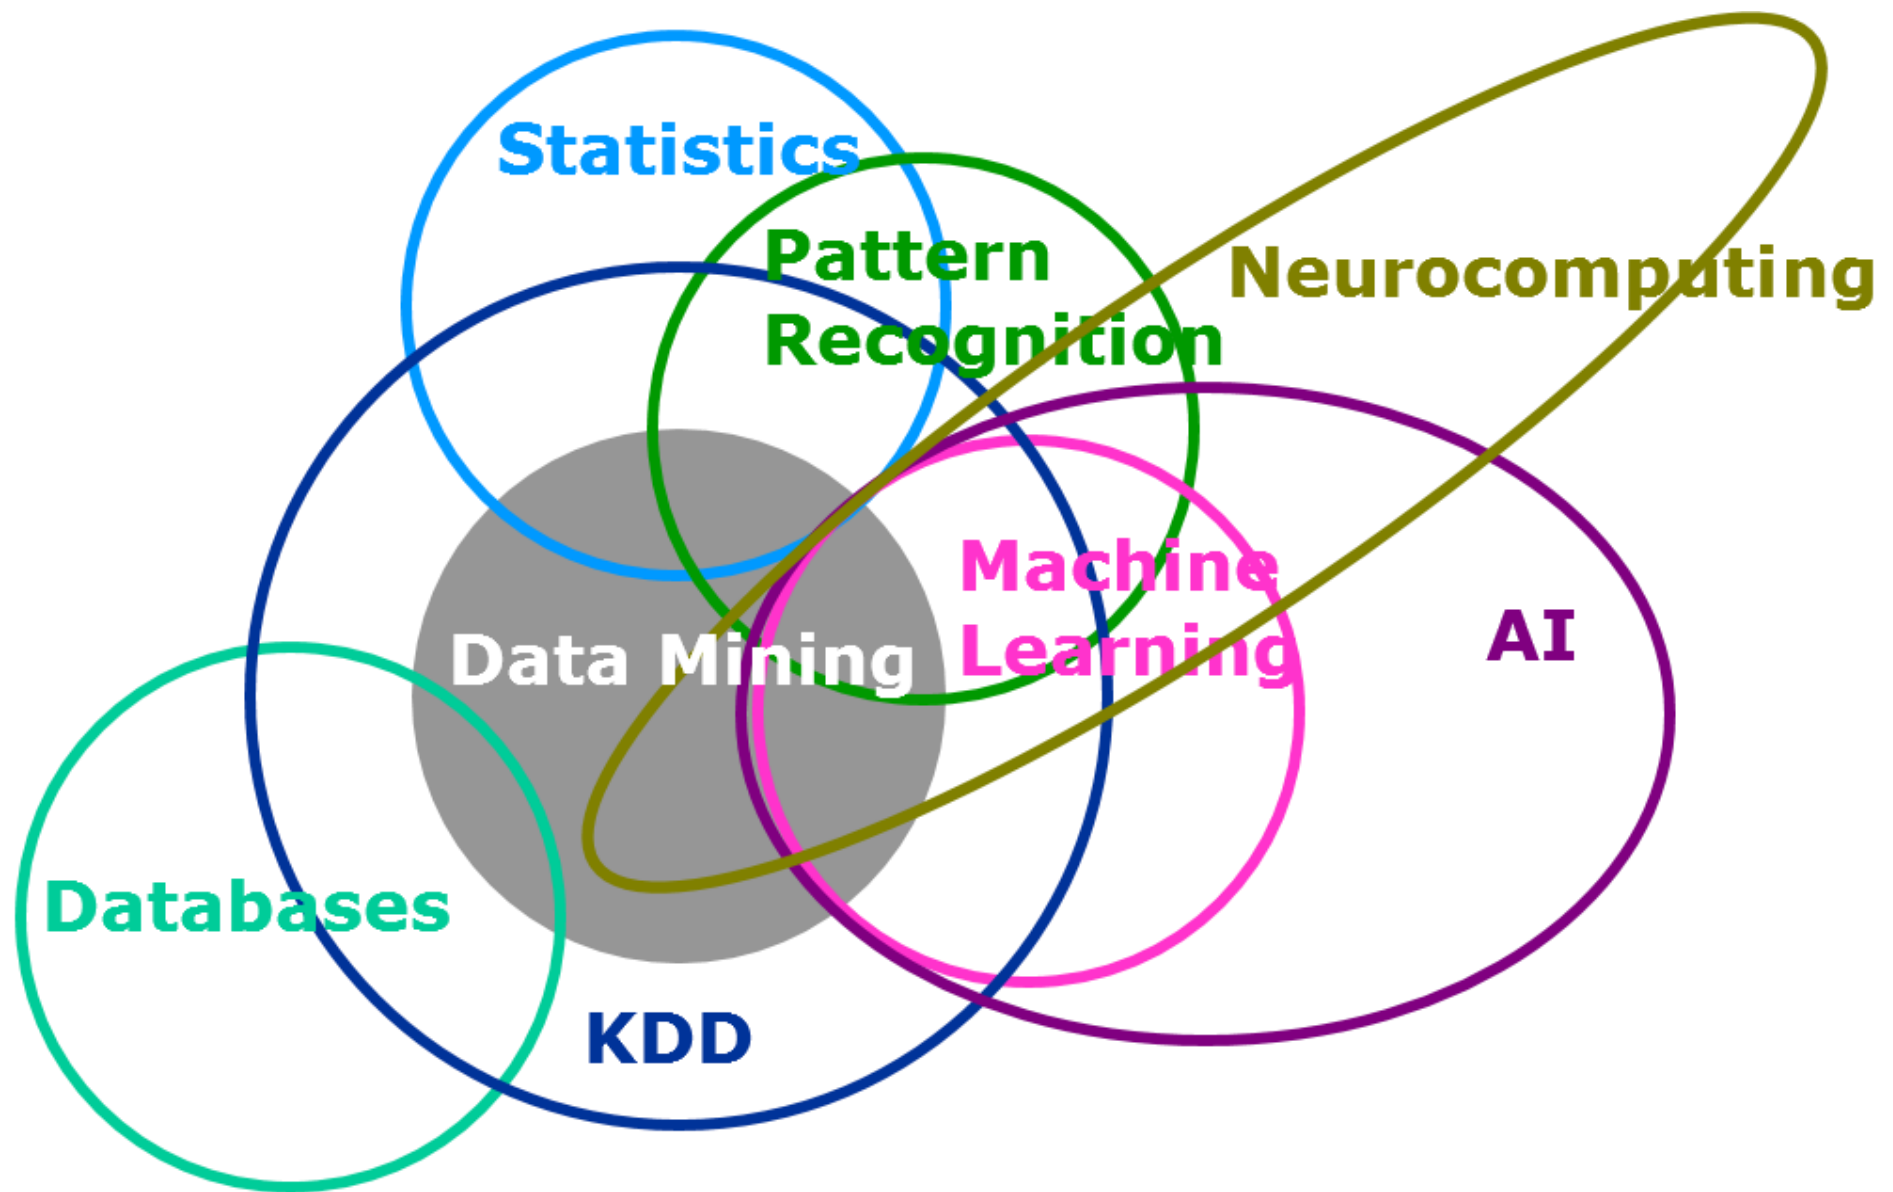 Statistics
Pattern
Recognition
Neurocomputing
Machine
Learning
AI
Data Mining
Databases
KDD